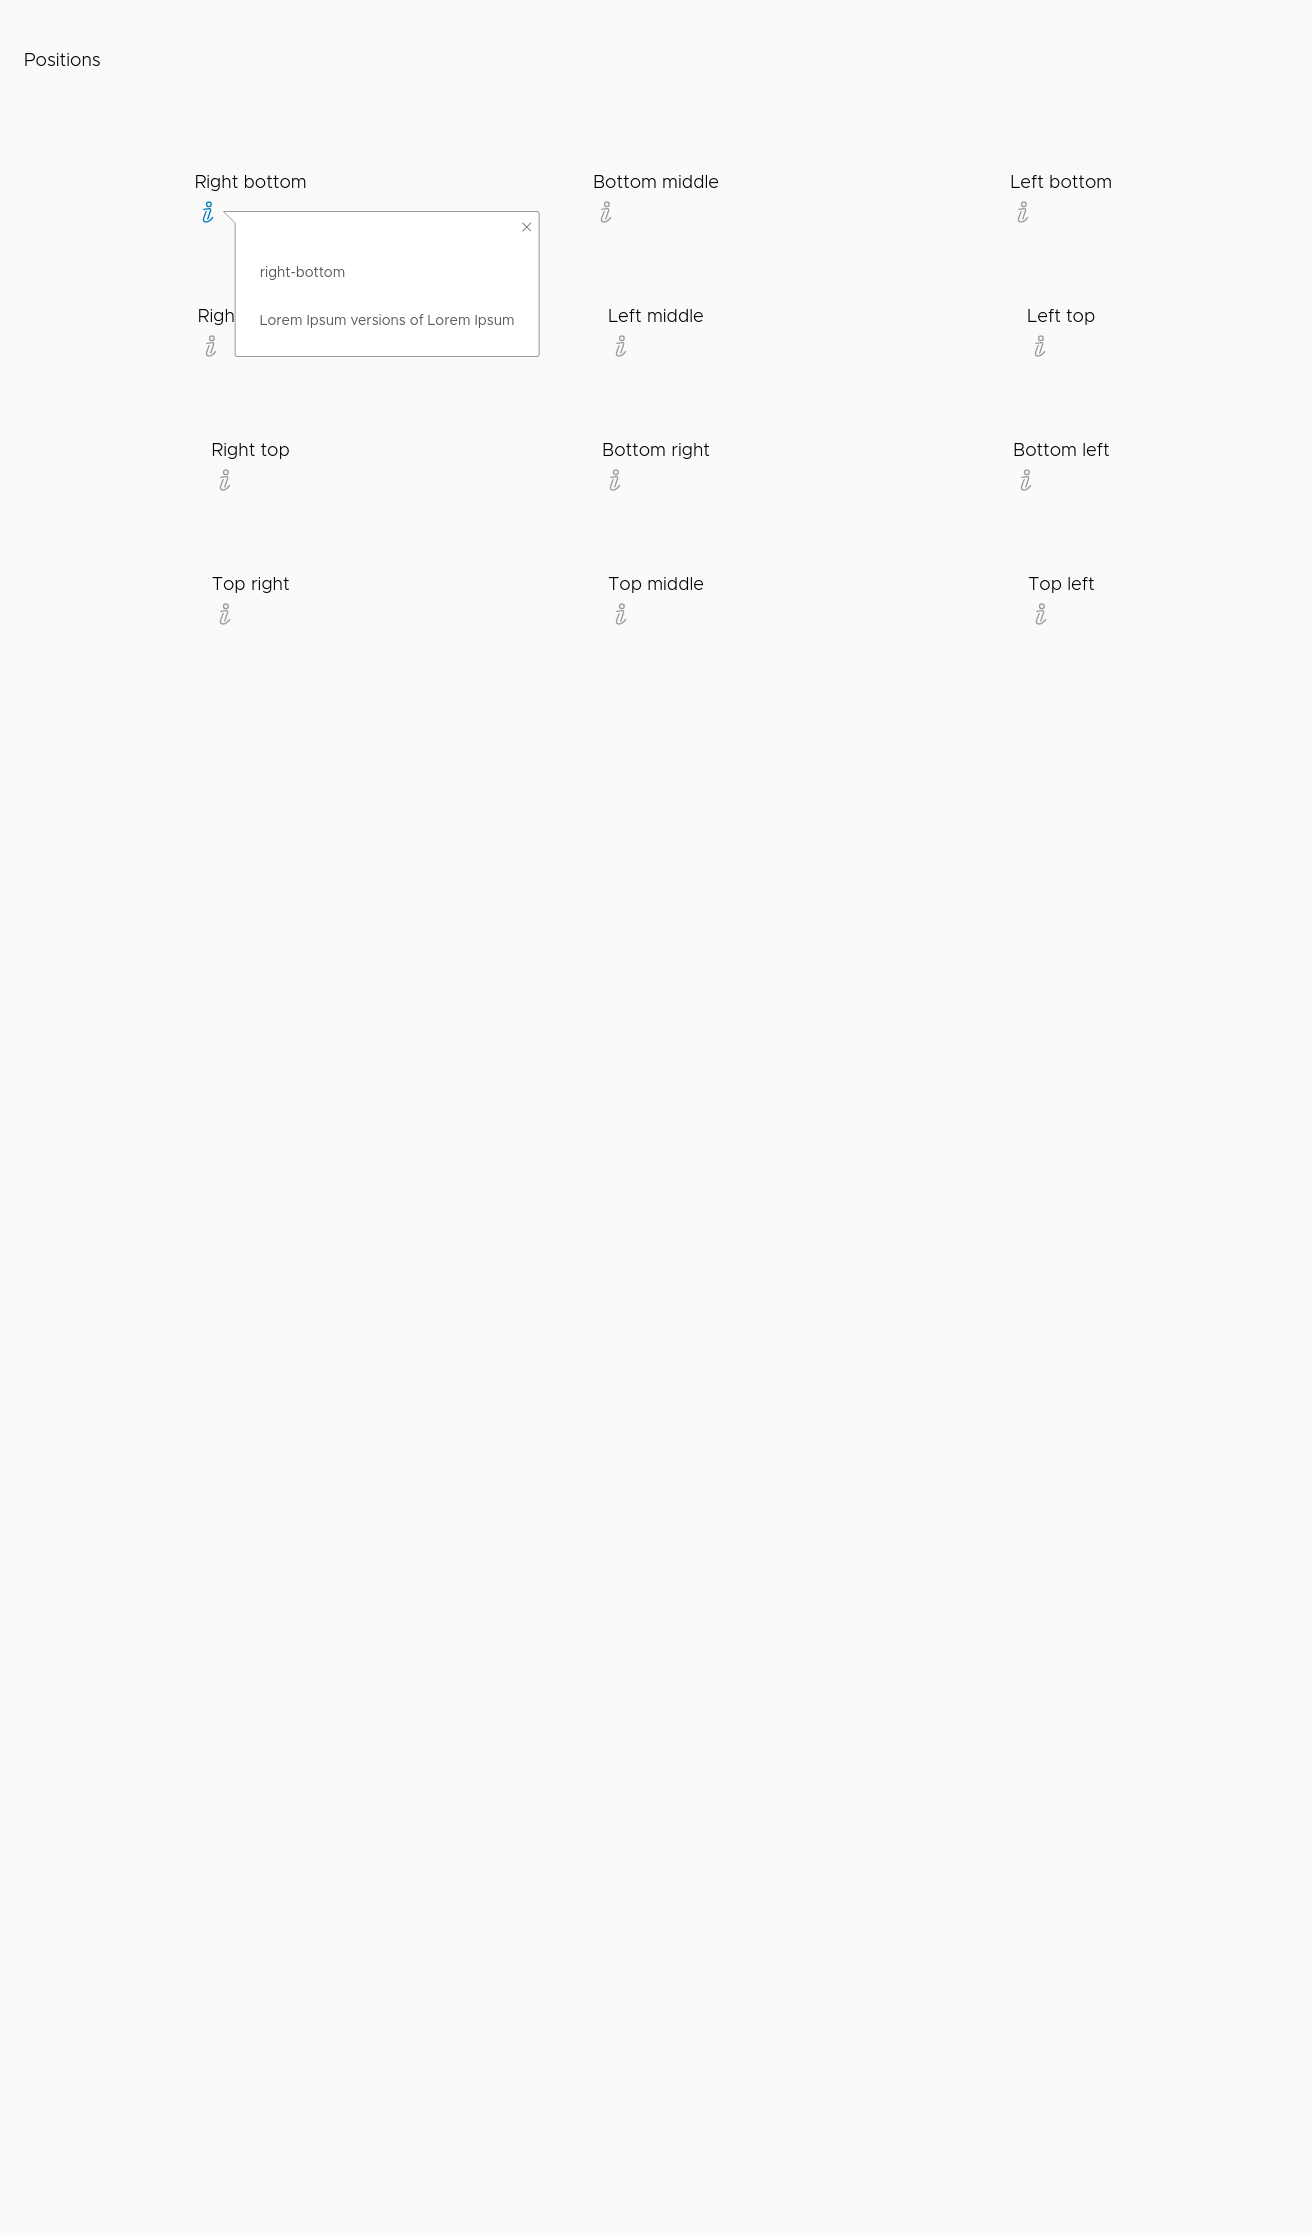 Positions
Right bottom
Bottom middle
Left bottom
right-bottom
Lorem Ipsum versions of Lorem Ipsum
Left middle
Left top
Right top
Bottom right
Bottom left
Top right
Top middle
Top left